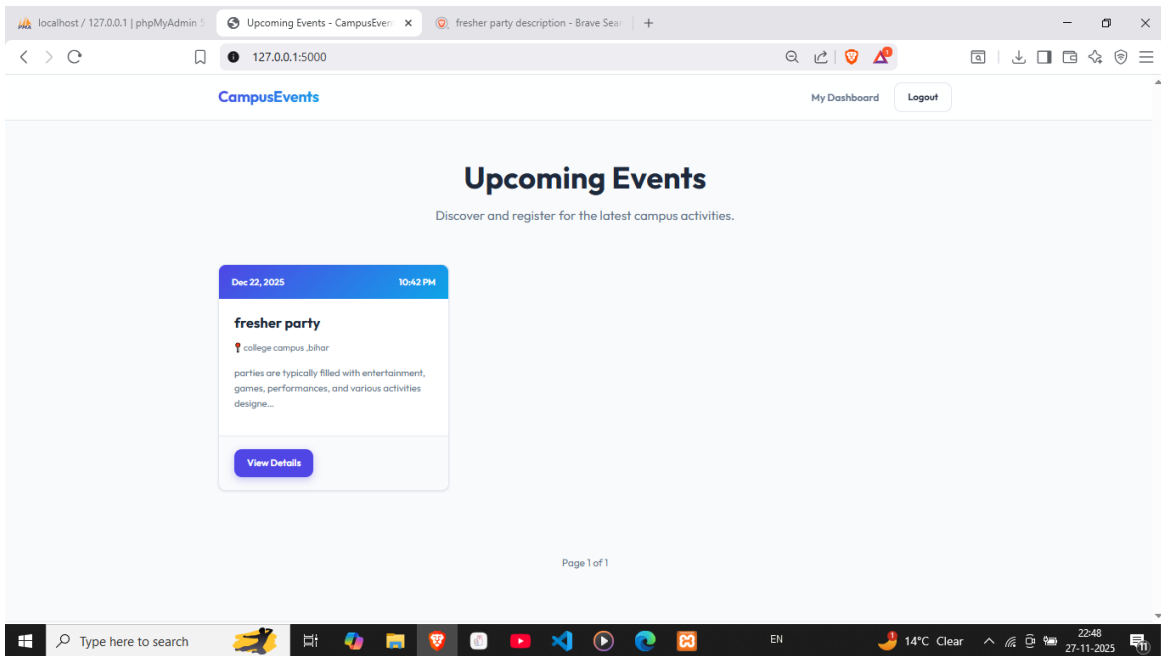 localhost / 127.0.0.1 | phpMyAdmin 5
Upcoming Events - CampusEven
fresher party description - Brave Sear
127.0.0.1:5000
1
CampusEvents
My Dashboard
Logout
Upcoming Events
Discover and register for the latest campus activities.
Dec 22, 2025
10:42 PM
fresher party
college campus ,bihar
parties are typically filled with entertainment,
games, performances, and various activities
designe...
View Details
Page 1 of 1
Type here to search
EN
1
14°C Clear
22:48
27-11-2025
11